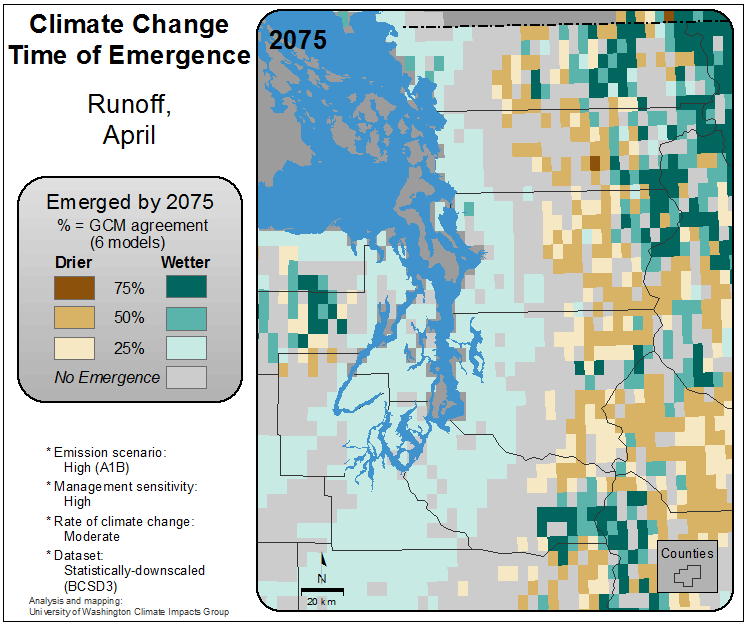 Climate Change
Time of Emergence
Runoff,
April
Emerged by 2075
% = GCM agreement
(6 models)
Drier Wetter
75%
50%
25%
No Emergence
* Emission scenario:
High (A1B)
* Management sensitivity:
High
* Rate of climate change:
Moderate
* Dataset:
Statistically-downscaled
(BCSD3)
Analysis and mapping:
University of Washington Climate Impacts Group
2075
N
20 km
Counties